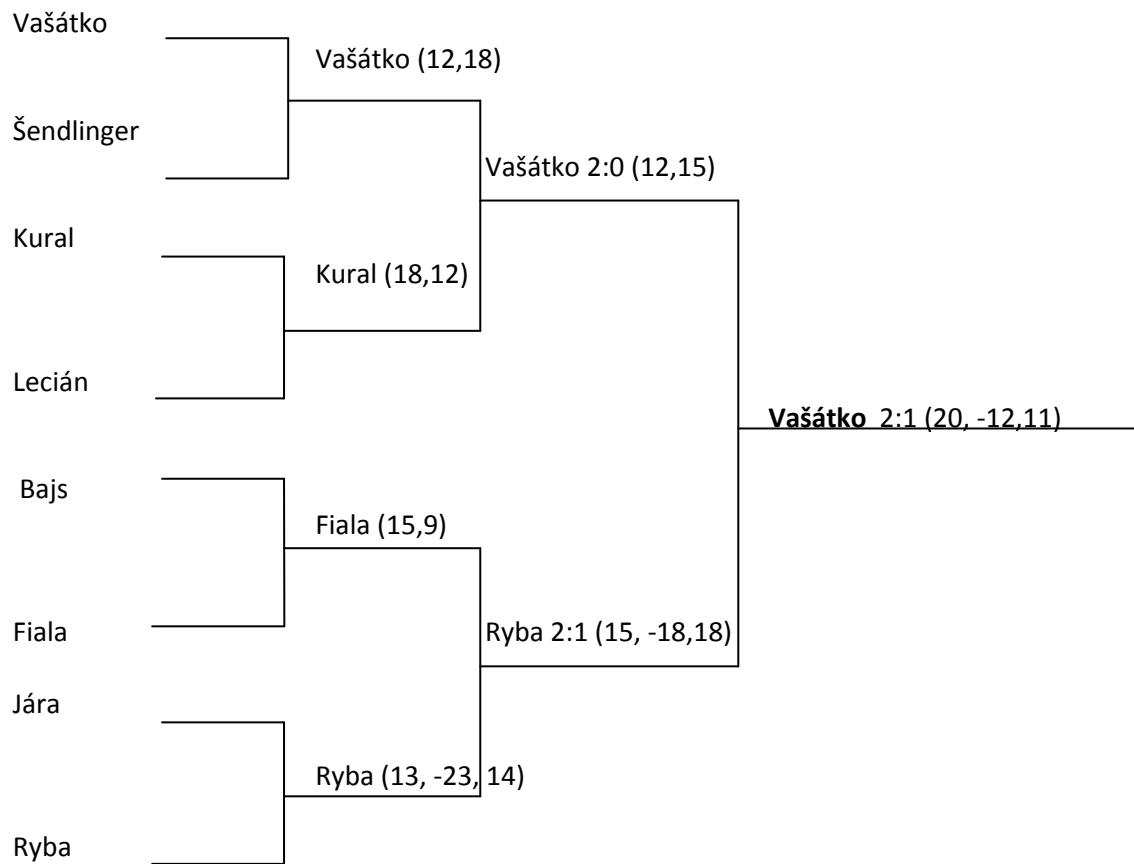 Vašátko
Vašátko (12,18)
Šendlinger
Vašátko 2:0 (12,15)
Kural
Kural (18,12)
Lecián
Vašátko 2:1 (20, -12,11)
Bajs
Fiala (15,9)
Fiala
Ryba 2:1 (15, -18,18)
Jára
Ryba (13, -23, 14)
Ryba